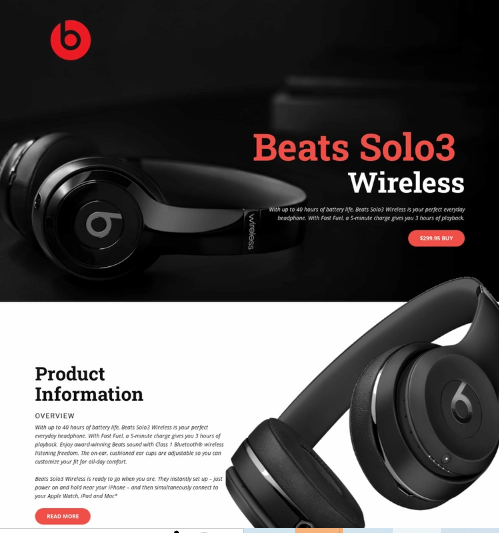 Beats Solo3
Wireless
With up to 40 hours of battery life, Beats Solo3 Wireless is your perfect everyday
headphone. With Fast Fuel, a 5-minute charge gives you 3 hours of playback.
wireless
$299.95 BUY
Product
Information
OVERVIEW
With up to 40 hours of battery life, Beats Solo3 Wireless is your perfect
everyday headphone. With Fast Fuel, a 5-minute charge gives you 3 hours of
playback. Enjoy award-winning Beats sound with Class 1 Bluetooth® wireless
listening freedom. The on-ear, cushioned ear cups are adjustable so you can
customize your fit for all-day comfort.
Beats Solo3 Wireless is ready to go when you are. They instantly set up – just
power on and hold near your iPhone – and then simultaneously connect to
your Apple Watch, iPad and Mac*
READ MORE